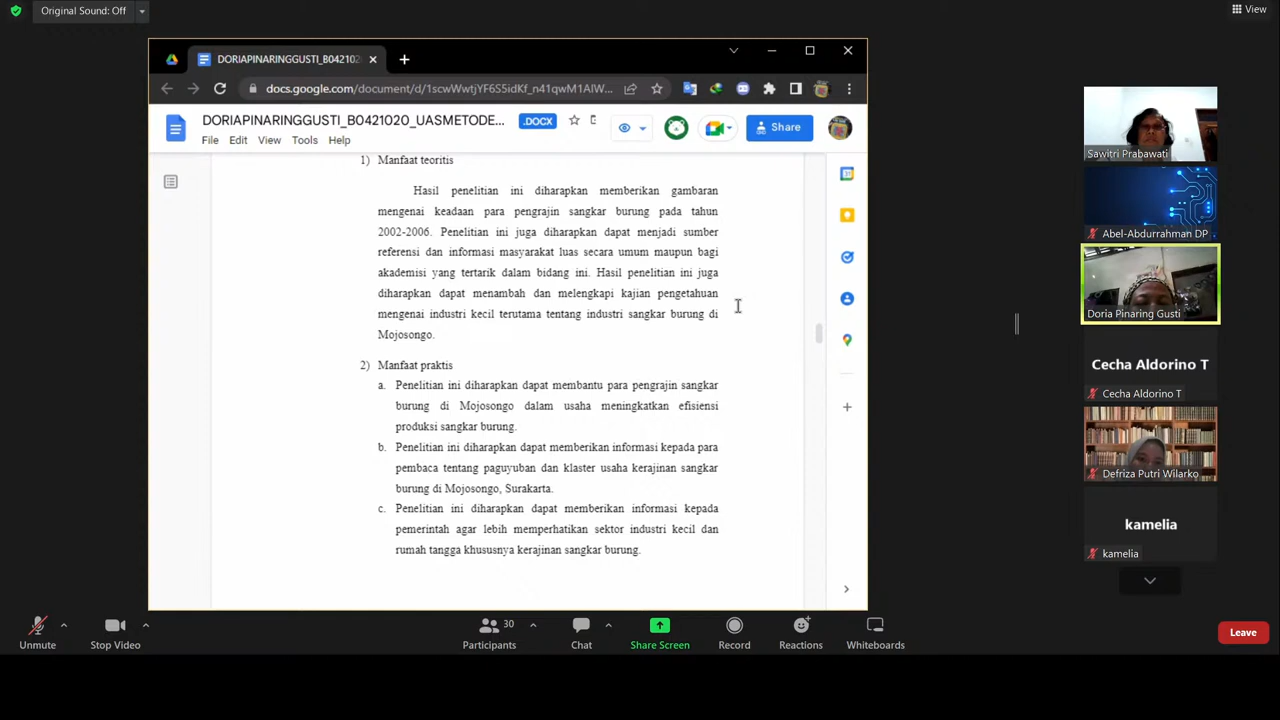 Original Sound: Off
View
DORIAPINARINGGUSTI_B0421020
docs.google.com/document/d/1scwWwtjYF6S5idKf_n41qwM1AlW...
DORIAPINARINGGUSTI_B0421020_UASMETODE...
.DOCX
Share
File Edit View Tools Help
1) Manfaat teoritis
Hasil penelitian ini diharapkan memberikan gambaran
mengenai keadaan para pengrajin sangkar burung pada tahun
2002-2006. Penelitian ini juga diharapkan dapat menjadi sumber
referensi dan informasi masyarakat luas secara umum maupun bagi
akademisi yang tertarik dalam bidang ini. Hasil penelitian ini juga
diharapkan dapat menambah dan melengkapi kajian pengetahuan
mengenai industri kecil terutama tentang industri sangkar burung di
Mojosongo.
2) Manfaat praktis
a. Penelitian ini diharapkan dapat membantu para pengrajin sangkar
burung di Mojosongo dalam usaha meningkatkan efisiensi
produksi sangkar burung.
b. Penelitian ini diharapkan dapat memberikan informasi kepada para
pembaca tentang paguyuban dan klaster usaha kerajinan sangkar
burung di Mojosongo, Surakarta.
c. Penelitian ini diharapkan dapat memberikan informasi kepada
pemerintah agar lebih memperhatikan sektor industri kecil dan
rumah tangga khususnya kerajinan sangkar burung.
Sawitri Prabawati
Abel-Abdurrahman DP
Doria Pinaring Gusti
Cecha Aldorino T
Cecha Aldorino T
Defriza Putri Wilarko
kamelia
kamelia
30
Unmute
Stop Video
Participants
Chat
Share Screen
Record
Reactions
Whiteboards
Leave